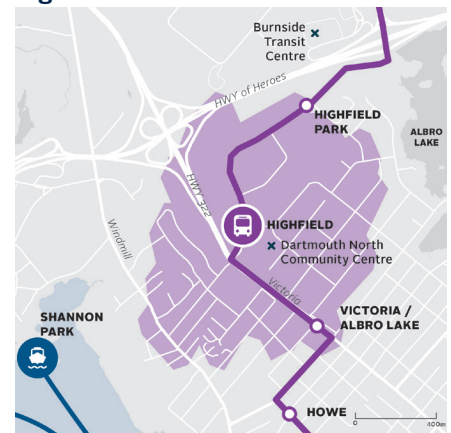 Burnside
Transit
Centre
HWY of Heroes
HIGHFIELD
PARK
ALBRO
LAKE
HWY 322
Windmill
HIGHFIELD
Dartmouth North
Community Centre
Victoria
SHANNON
PARK
VICTORIA /
ALBRO LAKE
HOWE
0 400m